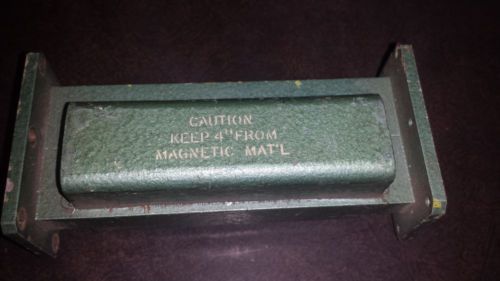 CAUTION
KEEP 4" FROM
MAGNETIC MAT'L